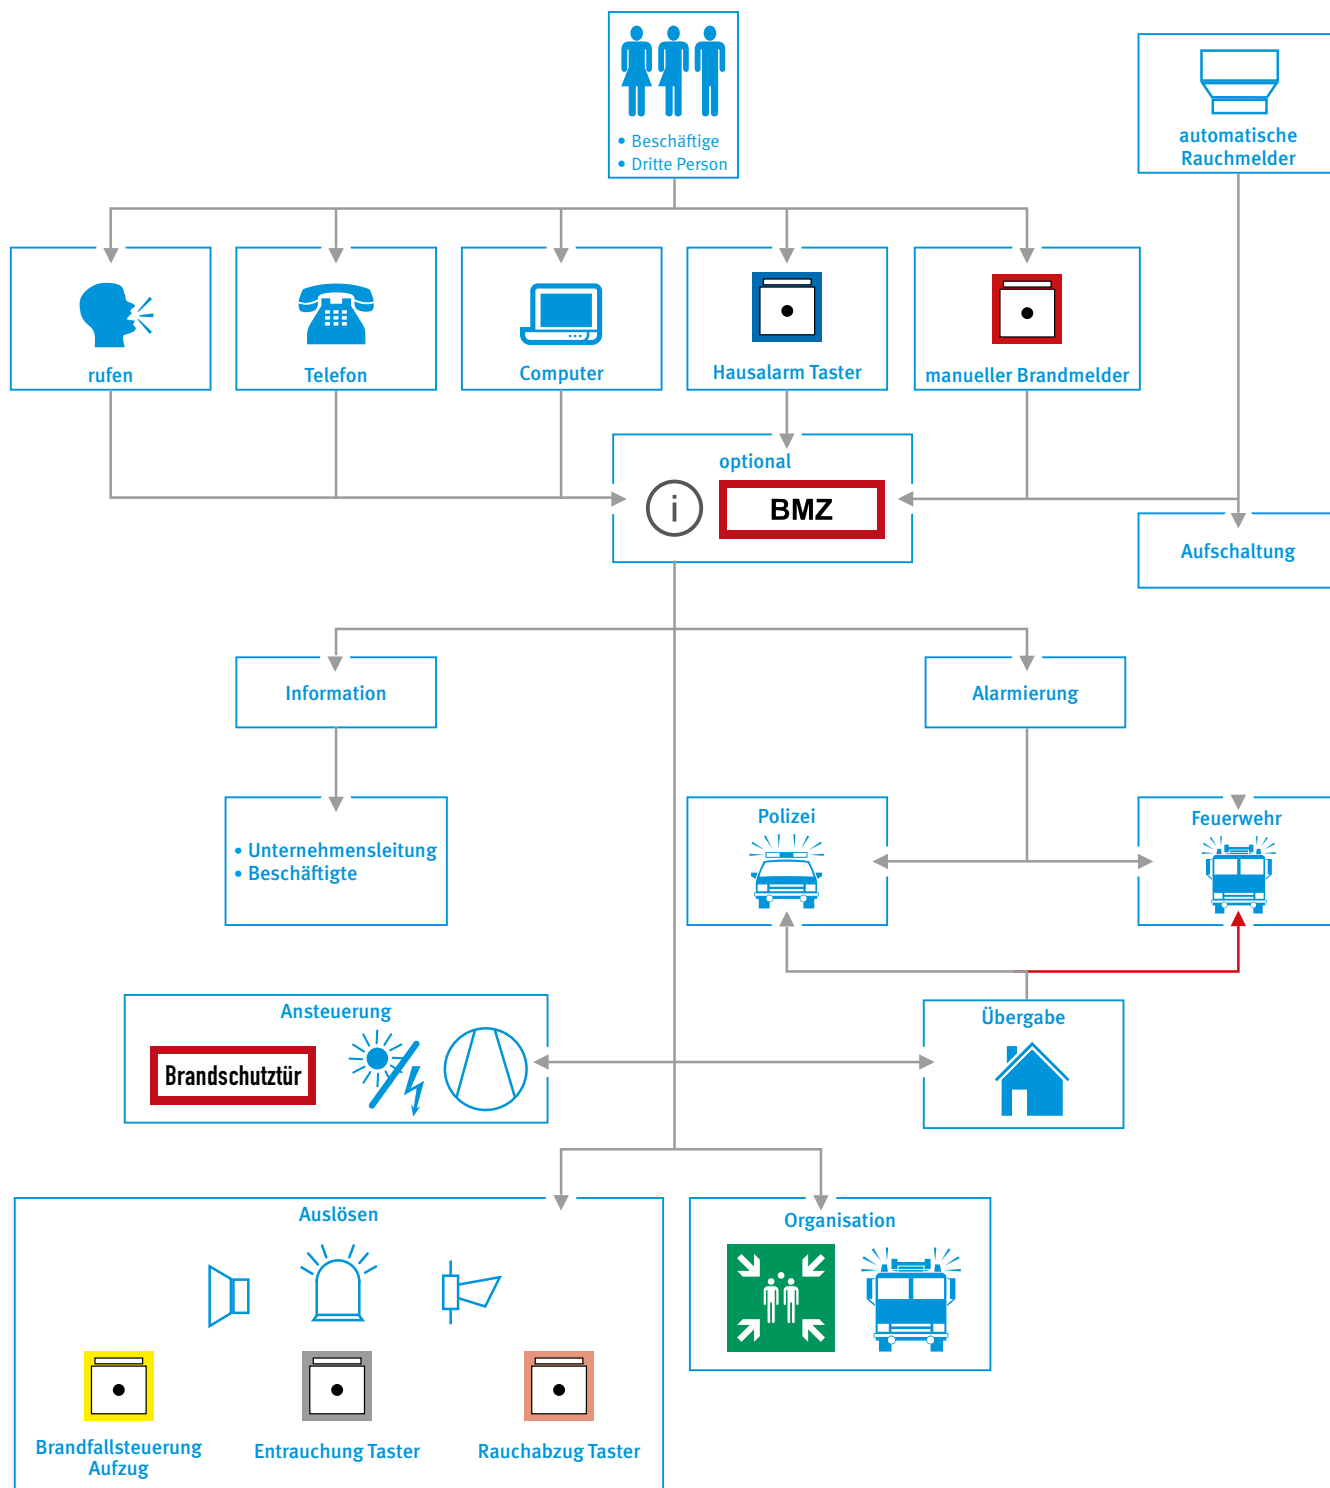 • Beschäftige
• Dritte Person
automatische
Rauchmelder
rufen
Telefon
Computer
Hausalarm Taster
manueller Brandmelder
optional
i
BMZ
Aufschaltung
Information
Alarmierung
• Unternehmensleitung
• Beschäftigte
Polizei
Feuerwehr
Ansteuerung
Brandschutztür
Übergabe
Auslösen
Organisation
Brandfallsteuerung
Aufzug
Entrauchung Taster
Rauchabzug Taster